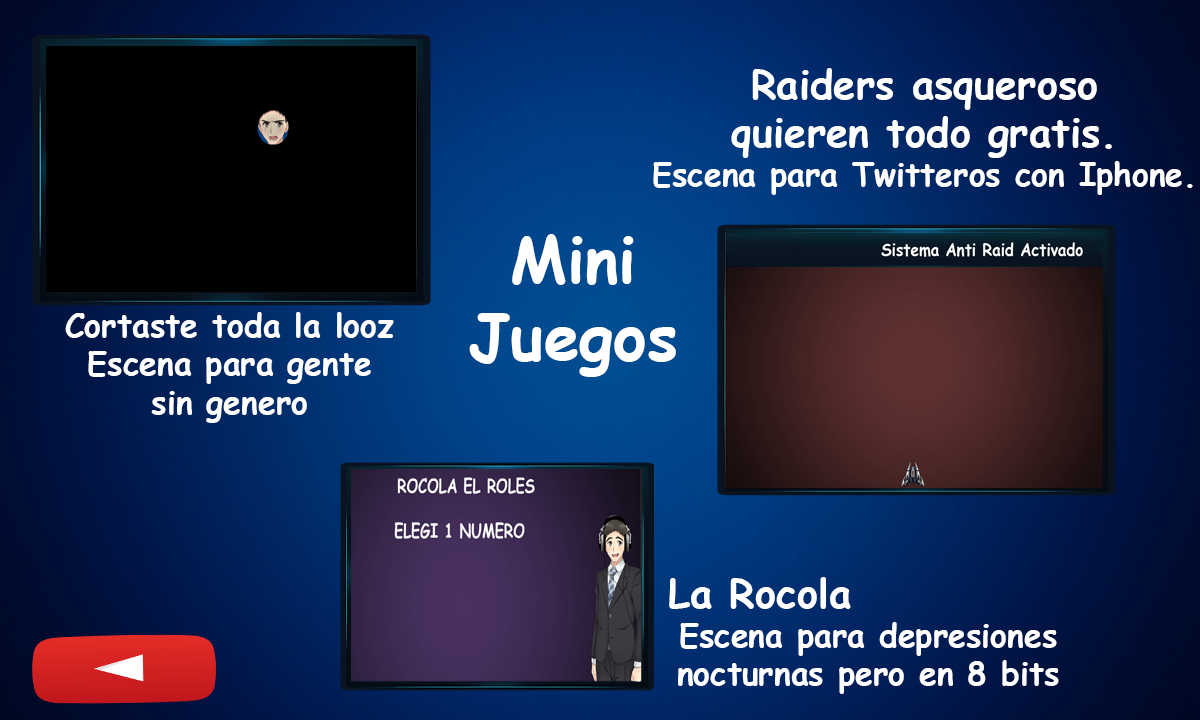 Raiders asqueroso
quieren todo gratis.
Escena para Twitteros con Iphone.
Mini
Juegos
Sistema Anti Raid Activado
Cortaste toda la looz
Escena para gente
sin genero
ROCOLA EL ROLES
ELEGI 1 NUMERO
La Rocola
Escena para depresiones
nocturnas pero en 8 bits